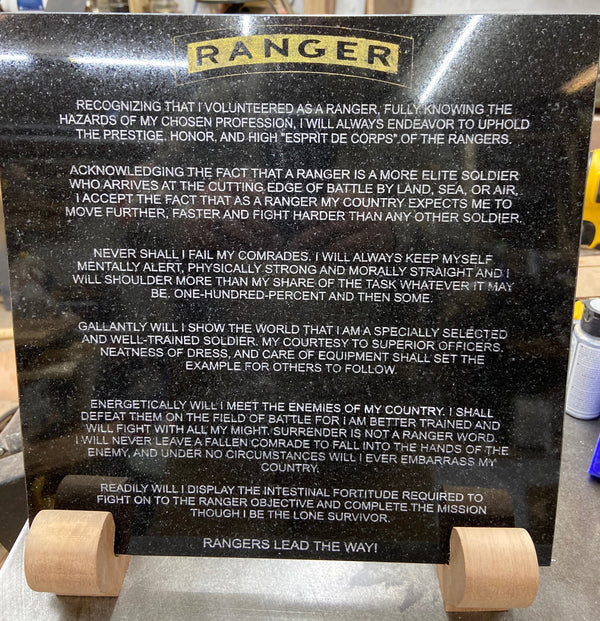 RANGER
RECOGNIZING THAT I VOLUNTEERED AS A RANGER, FULLY KNOWING THE
HAZARDS OF MY CHOSEN PROFESSION, I WILL ALWAYS ENDEAVOR TO UPHOLD
THE PRESTIGE, HONOR, AND HIGH "ESPRIT DE CORPS" OF THE RANGERS.
ACKNOWLEDGING THE FACT THAT A RANGER IS A MORE ELITE SOLDIER
WHO ARRIVES AT THE CUTTING EDGE OF BATTLE BY LAND, SEA, OR AIR,
I ACCEPT THE FACT THAT AS A RANGER MY COUNTRY EXPECTS ME TO
MOVE FURTHER, FASTER AND FIGHT HARDER THAN ANY OTHER SOLDIER.
NEVER SHALL I FAIL MY COMRADES. I WILL ALWAYS KEEP MYSELF
MENTALLY ALERT, PHYSICALLY STRONG AND MORALLY STRAIGHT AND I
WILL SHOULDER MORE THAN MY SHARE OF THE TASK WHATEVER IT MAY
BE. ONE-HUNDRED-PERCENT AND THEN SOME.
GALLANTLY WILL I SHOW THE WORLD THAT I AM A SPECIALLY SELECTED
AND WELL-TRAINED SOLDIER. MY COURTESY TO SUPERIOR OFFICERS,
NEATNESS OF DRESS, AND CARE OF EQUIPMENT SHALL SET THE
EXAMPLE FOR OTHERS TO FOLLOW.
ENERGETICALLY WILL I MEET THE ENEMIES OF MY COUNTRY. I SHALL
DEFEAT THEM ON THE FIELD OF BATTLE FOR I AM BETTER TRAINED AND
WILL FIGHT WITH ALL MY MIGHT. SURRENDER IS NOT A RANGER WORD.
I WILL NEVER LEAVE A FALLEN COMRADE TO FALL INTO THE HANDS OF THE
ENEMY, AND UNDER NO CIRCUMSTANCES WILL I EVER EMBARRASS MY
COUNTRY.
READILY WILL I DISPLAY THE INTESTINAL FORTITUDE REQUIRED TO
FIGHT ON TO THE RANGER OBJECTIVE AND COMPLETE THE MISSION
THOUGH I BE THE LONE SURVIVOR.
RANGERS LEAD THE WAY!